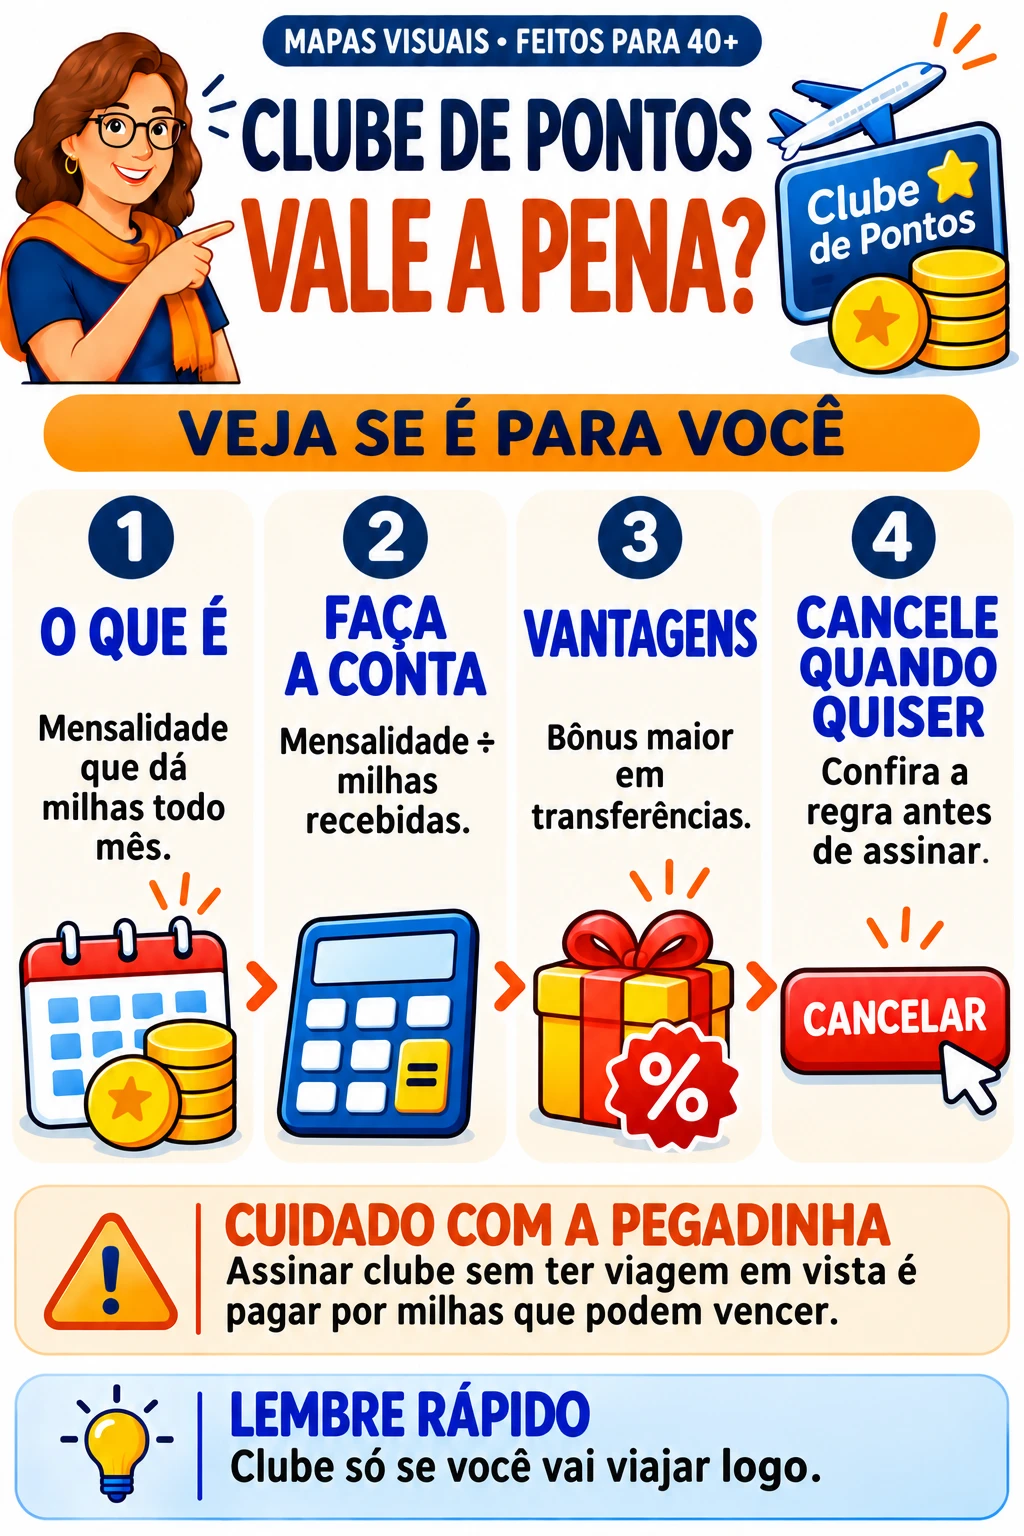 MAPAS VISUAIS • FEITOS PARA 40+
CLUBE DE PONTOS
VALE A PENA?
Clube
de Pontos
VEJA SE É PARA VOCÊ
1
O QUE É
Mensalidade
que dá
milhas todo
mês.
2
FAÇA
A CONTA
Mensalidade ÷
milhas
recebidas.
=
3
VANTAGENS
Bônus maior
em
transferências.
%
4
CANCELE
QUANDO
QUISER
Confira a
regra antes
de assinar.
CANCELAR
!
CUIDADO COM A PEGADINHA
Assinar clube sem ter viagem em vista é
pagar por milhas que podem vencer.
LEMBRE RÁPIDO
Clube só se você vai viajar logo.